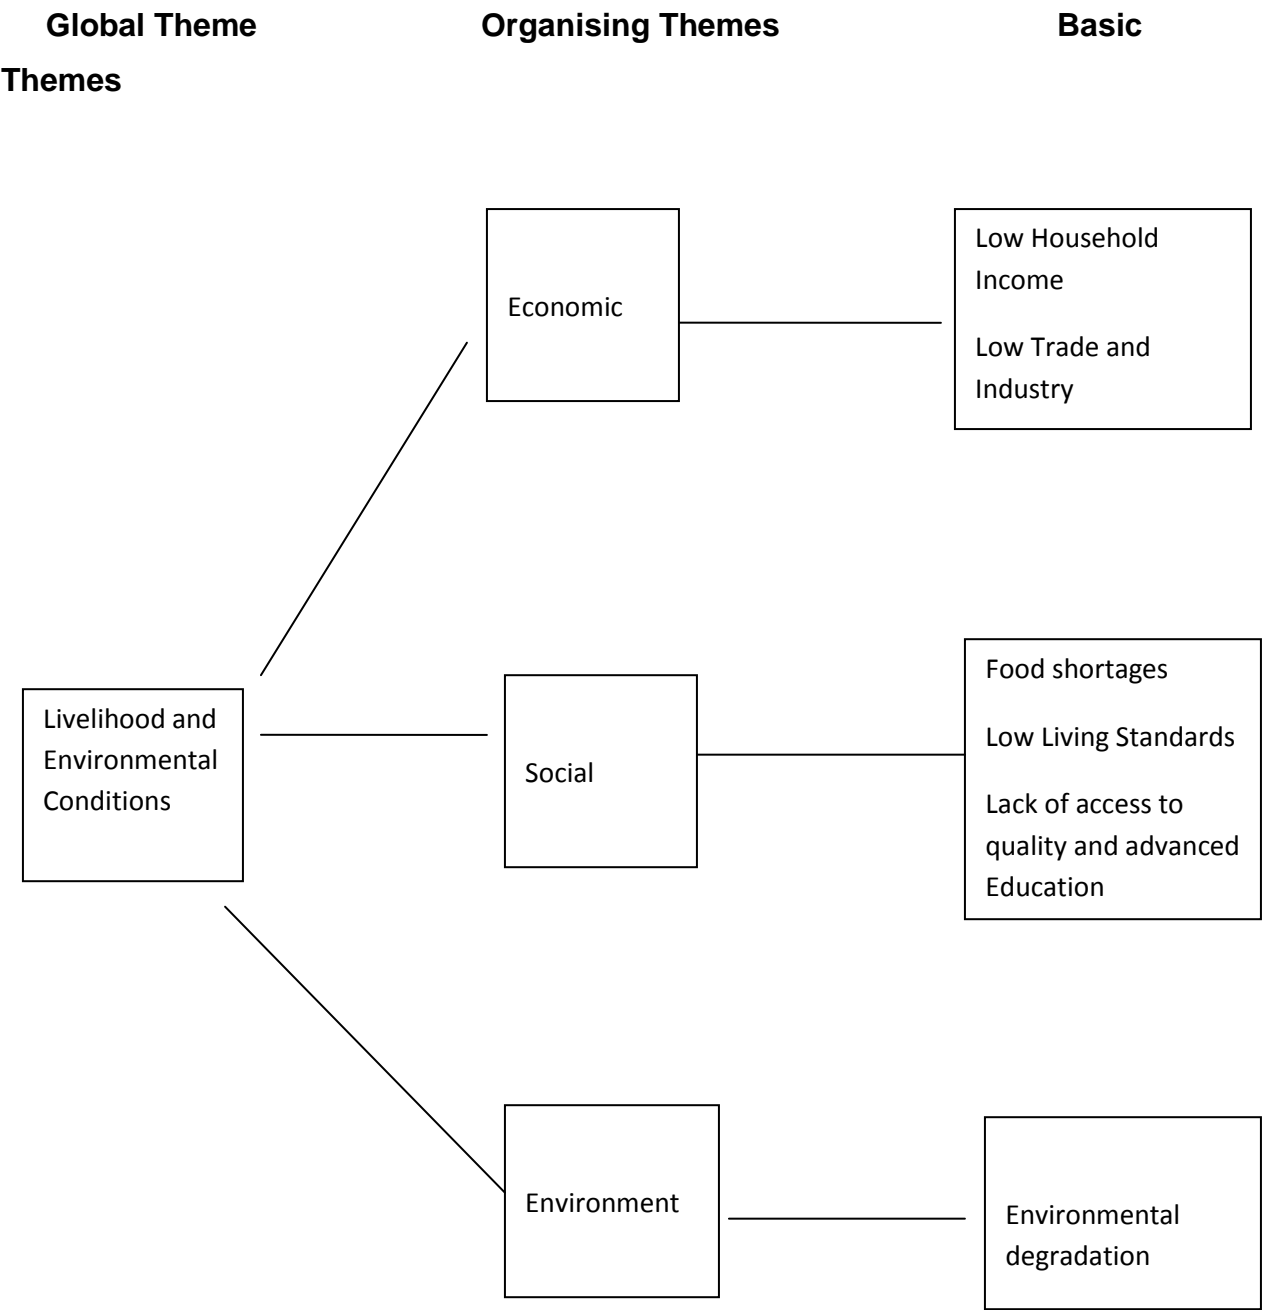 Global Theme Organising Themes Basic
Themes
Economic
Low Household
Income
Low Trade and
Industry
Livelihood and
Environmental
Conditions
Social
Food shortages
Low Living Standards
Lack of access to
quality and advanced
Education
Environment
Environmental
degradation